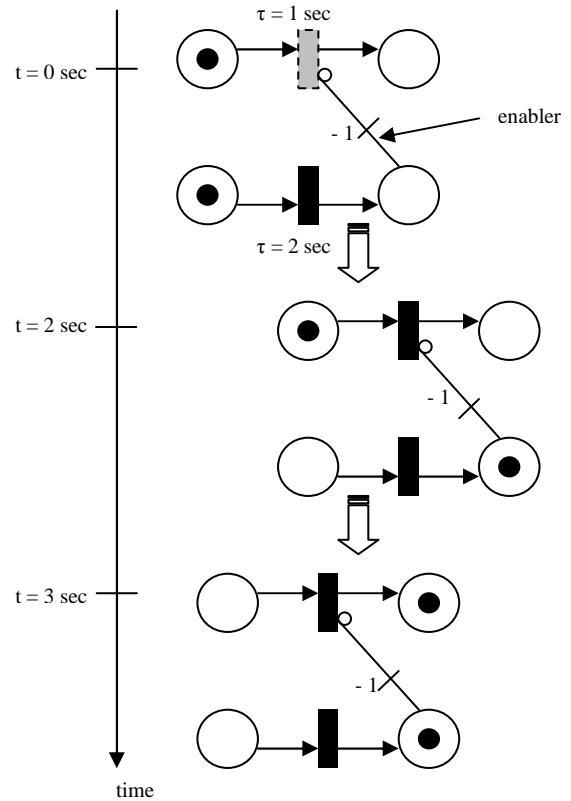 τ = 1 sec
t = 0 sec
enabler
- 1
τ = 2 sec
t = 2 sec
- 1
t = 3 sec
- 1
time